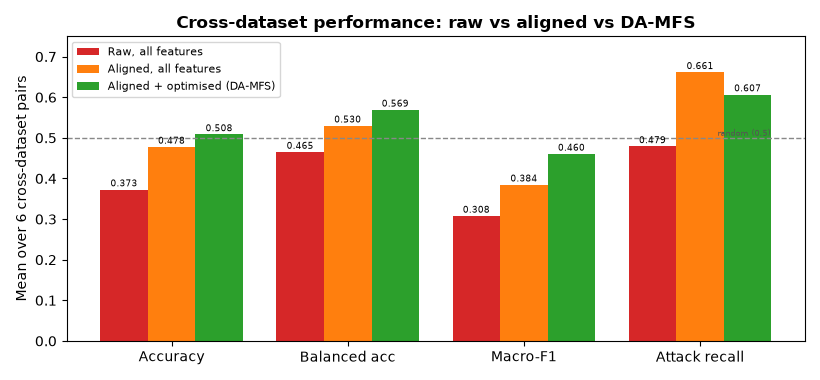 Cross-dataset performance: raw vs aligned vs DA-MFS
Raw, all features
Aligned, all features
Aligned + optimised (DA-MFS)
Mean over 6 cross-dataset pairs
0.7
0.6
0.5
0.4
0.3
0.2
0.1
0.0
0.373
0.478
0.508
0.465
0.530
0.569
0.308
0.384
0.460
0.479
0.661
0.607
random (0.5)
Accuracy
Balanced acc
Macro-F1
Attack recall